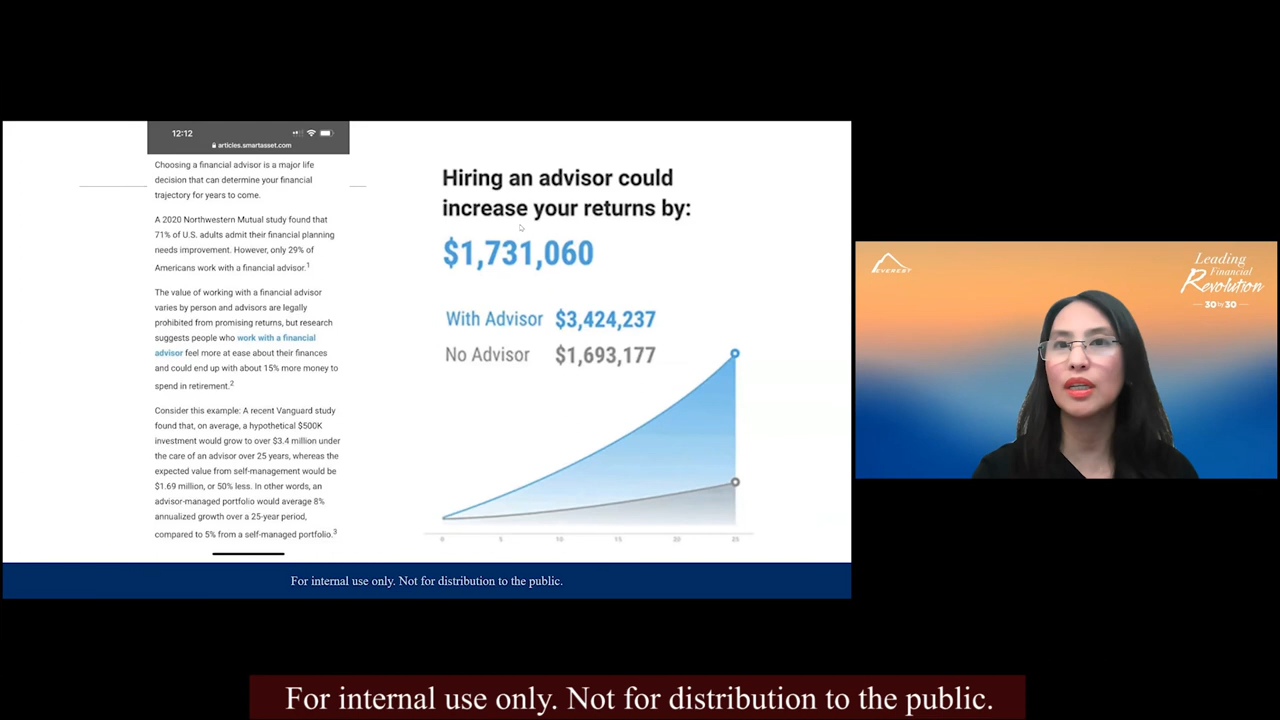 12:12
articles.smartasset.com
Choosing a financial advisor is a major life
decision that can determine your financial
trajectory for years to come.
A 2020 Northwestern Mutual study found that
71% of U.S. adults admit their financial planning
needs improvement. However, only 29% of
Americans work with a financial advisor.1
The value of working with a financial advisor
varies by person and advisors are legally
prohibited from promising returns, but research
suggests people who work with a financial
advisor feel more at ease about their finances
and could end up with about 15% more money to
spend in retirement.2
Consider this example: A recent Vanguard study
found that, on average, a hypothetical $500K
investment would grow to over $3.4 million under
the care of an advisor over 25 years, whereas the
expected value from self-management would be
$1.69 million, or 50% less. In other words, an
advisor-managed portfolio would average 8%
annualized growth over a 25-year period,
compared to 5% from a self-managed portfolio.3
Hiring an advisor could
increase your returns by:
$1,731,060
With Advisor $3,424,237
No Advisor $1,693,177
0 5 10 15 20 25
For internal use only. Not for distribution to the public.
EVEREST
Leading
Financial
Revolution
30 by 30
For internal use only. Not for distribution to the public.